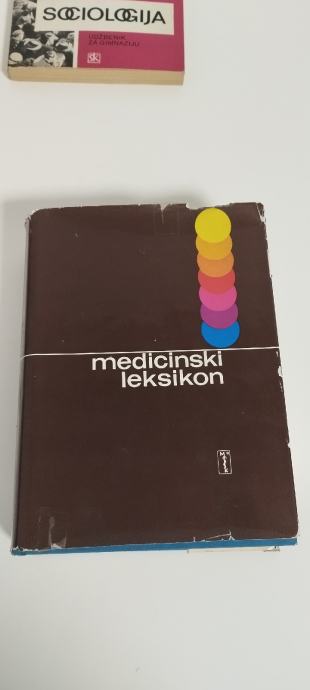 SOCIOLOGIJA
UDŽBENIK
ZA GIMNAZIJU
medicinski
leksikon